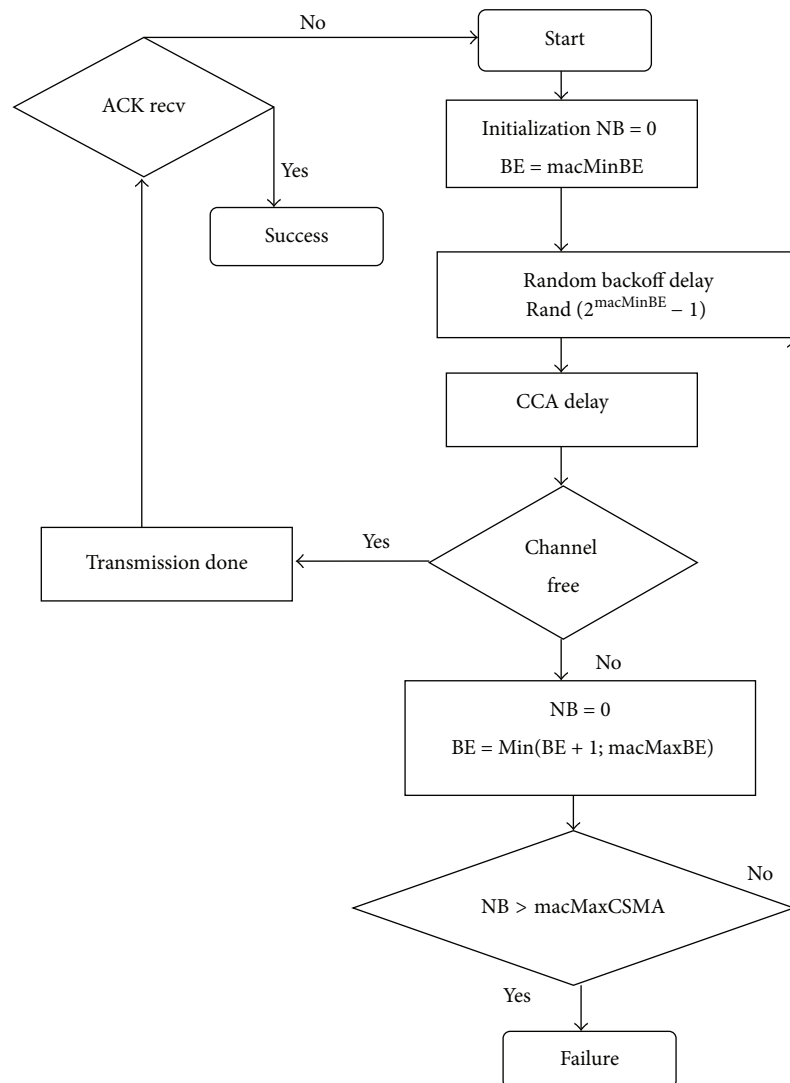 No
Start
ACK recv
Initialization NB = 0
BE = macMinBE
Yes
Success
Random backoff delay
Rand (2^macMinBE − 1)
CCA delay
Channel
free
Yes
Transmission done
No
NB = 0
BE = Min(BE + 1; macMaxBE)
No
NB > macMaxCSMA
Yes
Failure